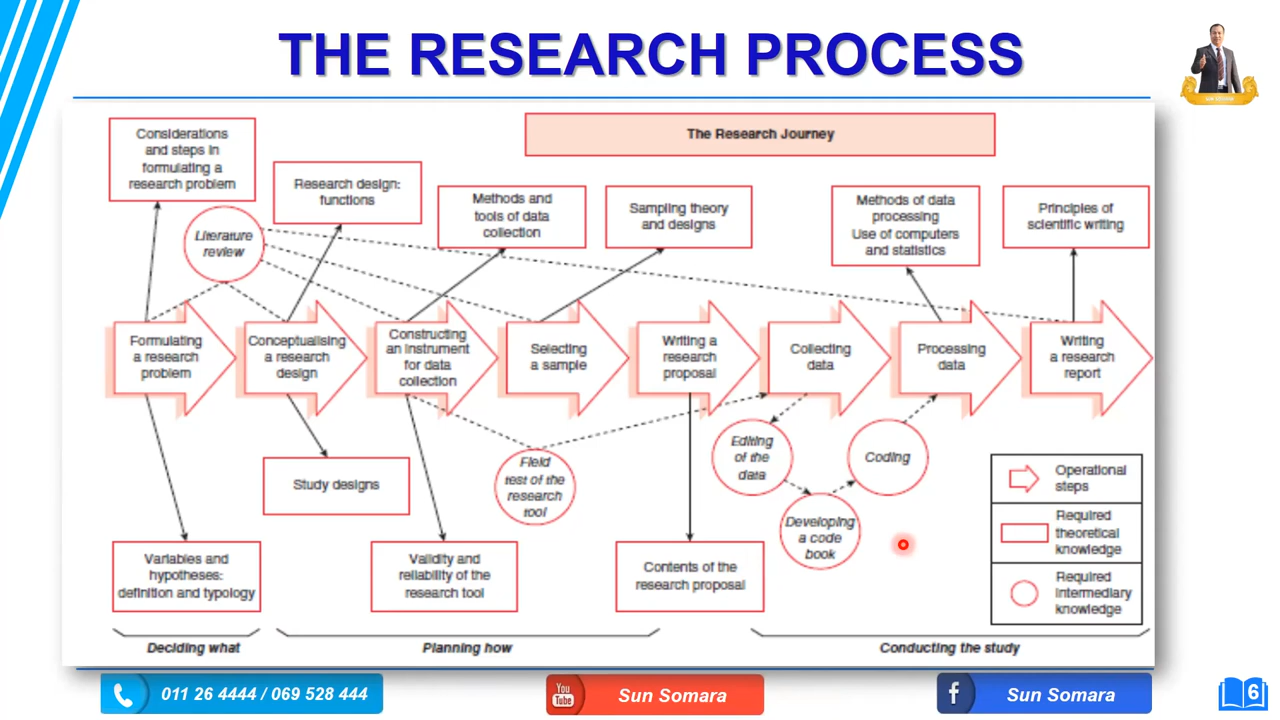 THE RESEARCH PROCESS
SUN SOMARA
The Research Journey
Considerations
and steps in
formulating a
research problem
Research design:
functions
Methods and
tools of data
collection
Sampling theory
and designs
Methods of data
processing
Use of computers
and statistics
Principles of
scientific writing
Literature
review
Formulating
a research
problem
Conceptualising
a research
design
Constructing
an instrument
for data
collection
Selecting
a sample
Writing a
research
proposal
Collecting
data
Processing
data
Writing
a research
report
Study designs
Field
test of the
research
tool
Editing
of the
data
Coding
Developing
a code
book
Variables and
hypotheses:
definition and typology
Validity and
reliability of the
research tool
Contents of the
research proposal
Operational
steps
Required
theoretical
knowledge
Required
intermediary
knowledge
Deciding what
Planning how
Conducting the study
011 26 4444 / 069 528 444
You
Tube
Sun Somara
f
Sun Somara
6